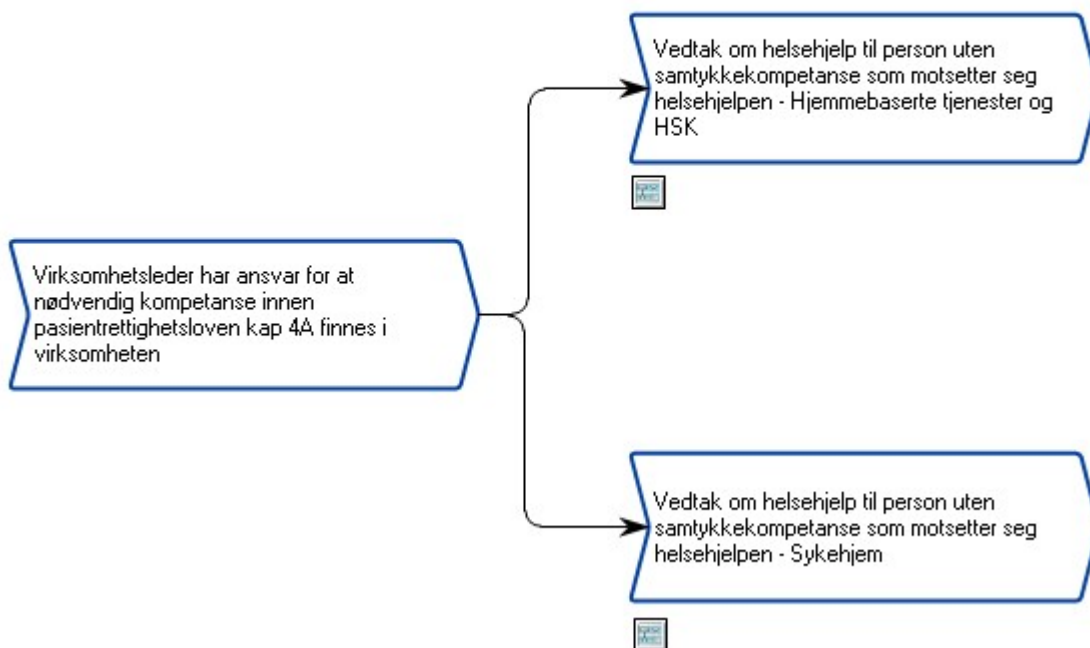 Vedtak om helsehjelp til person uten
samtykkekompetanse som motsetter seg
helsehjelpen - Hjemmebaserte tjenester og
HSK
Virksomhetsleder har ansvar for at
nødvendig kompetanse innen
pasientrettighetsloven kap 4A finnes i
virksomheten
Vedtak om helsehjelp til person uten
samtykkekompetanse som motsetter seg
helsehjelpen - Sykehjem